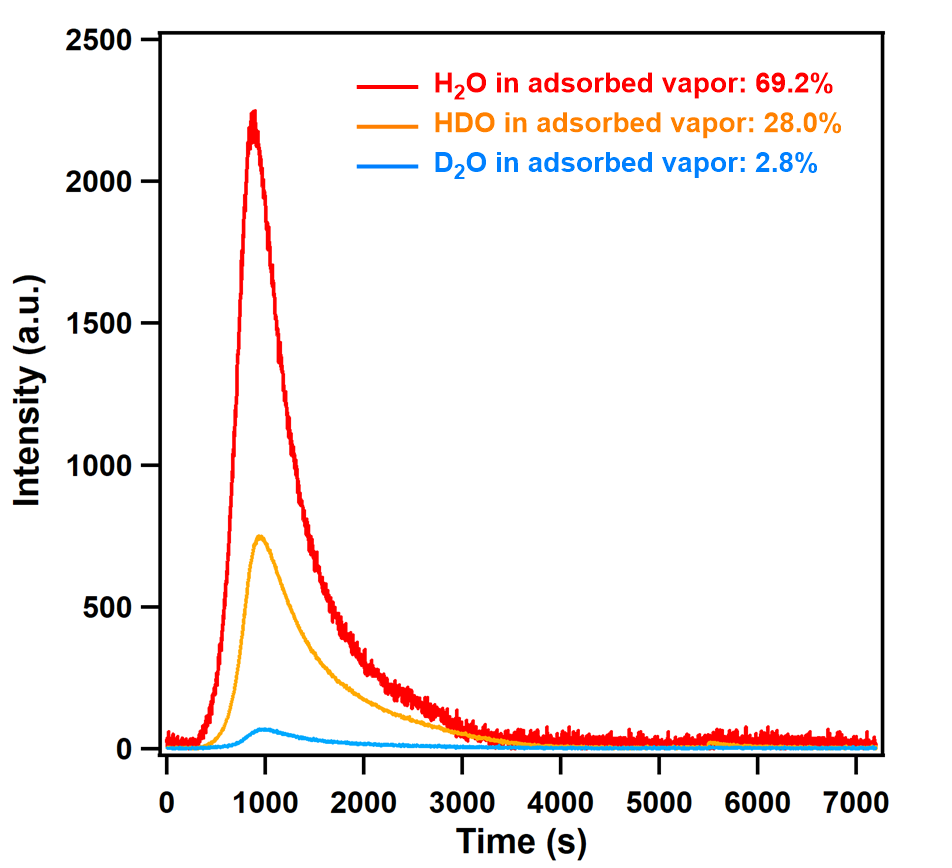 H₂O in adsorbed vapor: 69.2%
HDO in adsorbed vapor: 28.0%
D₂O in adsorbed vapor: 2.8%
Intensity (a.u.)
2500
2000
1500
1000
500
0
0 1000 2000 3000 4000 5000 6000 7000
Time (s)